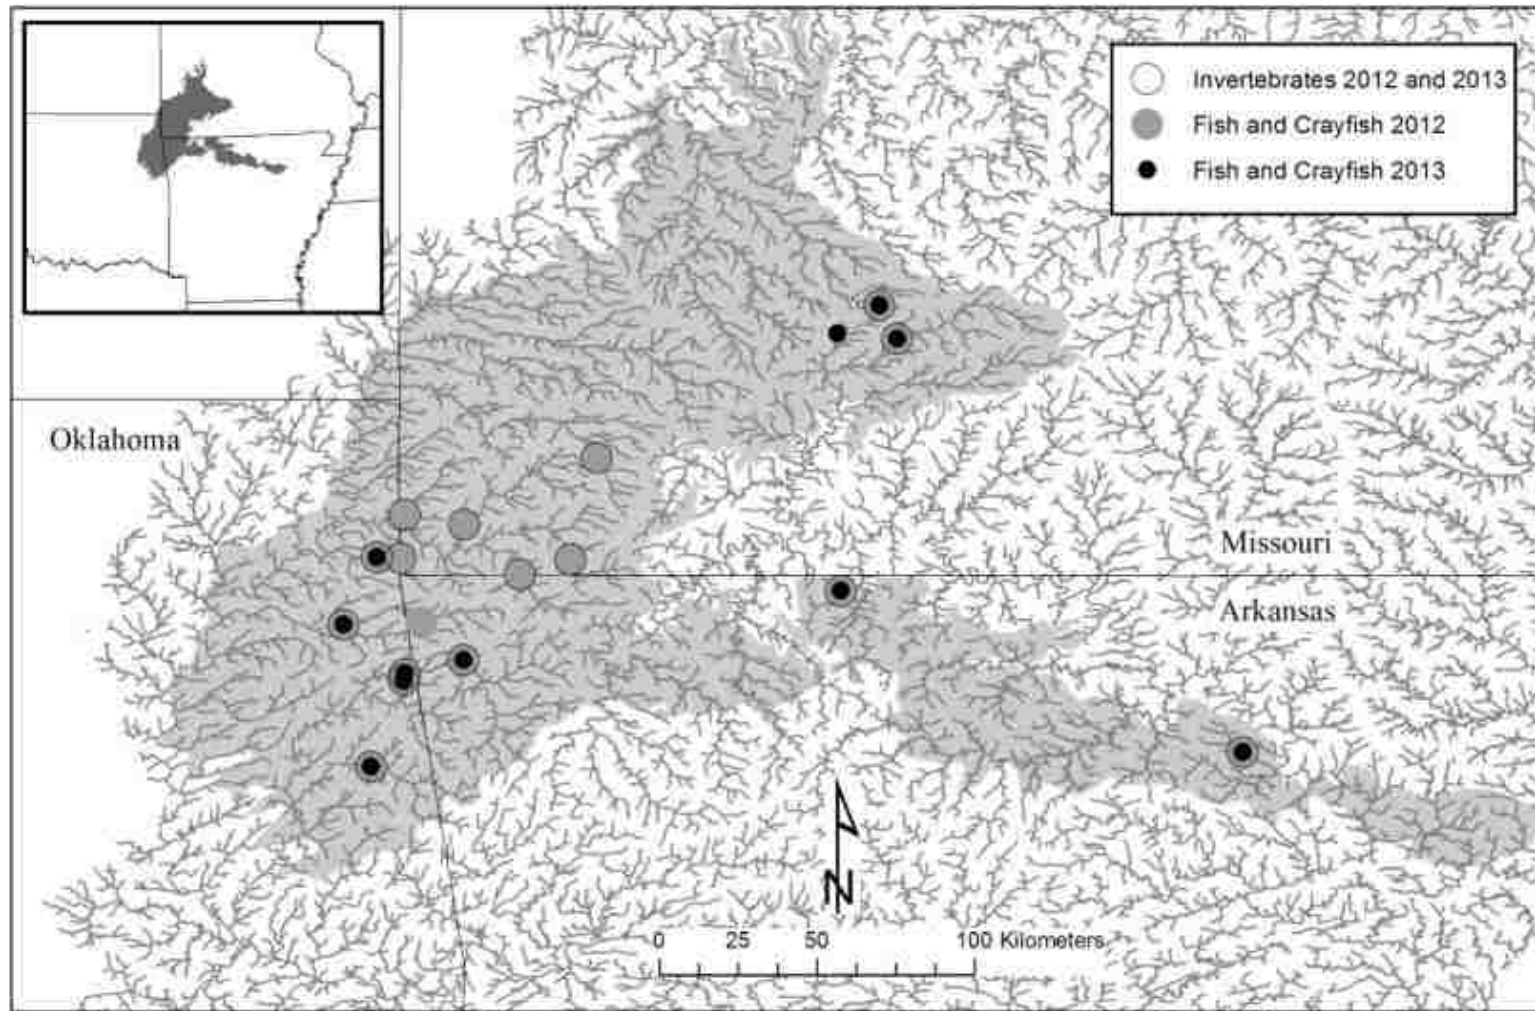 Invertebrates 2012 and 2013
Fish and Crayfish 2012
Fish and Crayfish 2013
Oklahoma
Missouri
Arkansas
N
0 25 50 100 Kilometers